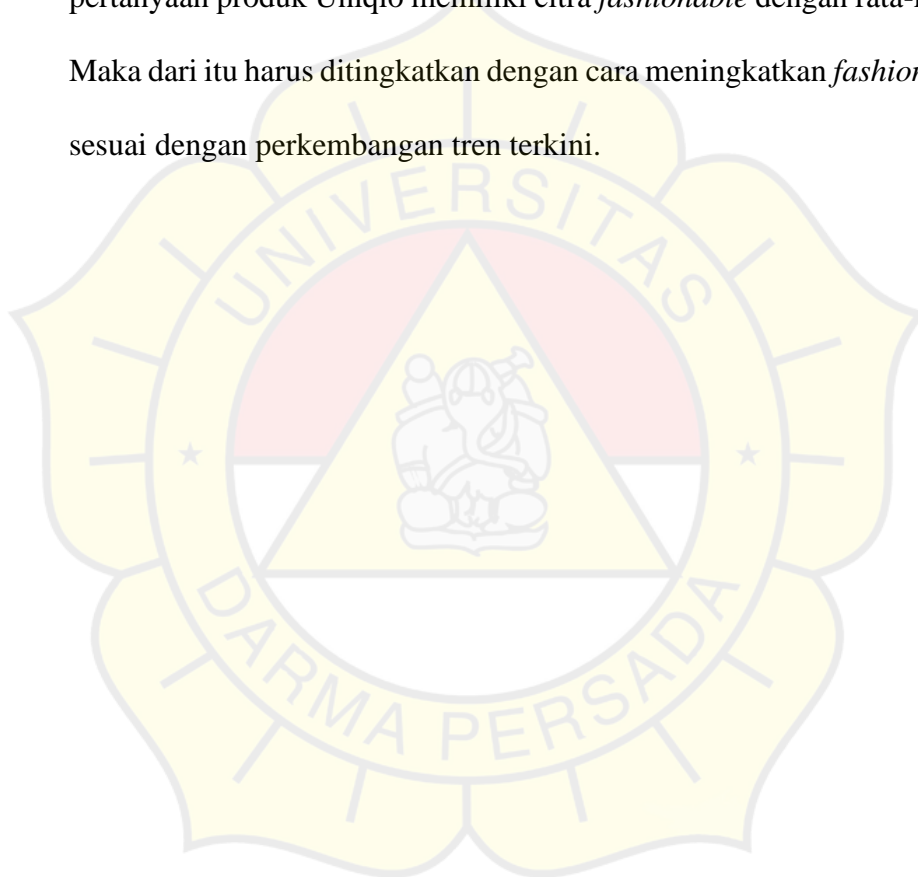 pertanyaan produk Uniqlo memiliki citra fashionable dengan rata-
Maka dari itu harus ditingkatkan dengan cara meningkatkan fashion
sesuai dengan perkembangan tren terkini.
UNIVERSITAS
DARMA PERSADA